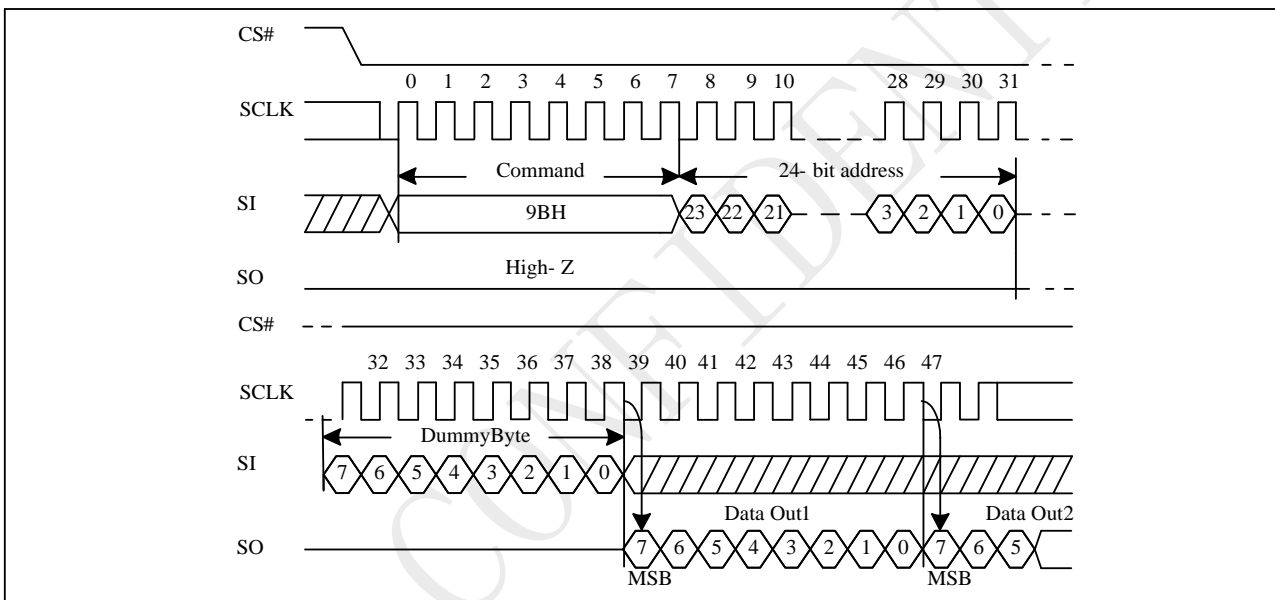 CS#
0 1 2 3 4 5 6 7 8 9 10 28 29 30 31
SCLK
Command 24- bit address
SI 9BH 23 22 21 3 2 1 0
High- Z
SO
CS#
32 33 34 35 36 37 38 39 40 41 42 43 44 45 46 47
SCLK
DummyByte
SI 7 6 5 4 3 2 1 0
Data Out1 Data Out2
SO 7 6 5 4 3 2 1 0 7 6 5
MSB MSB
CONFIDENT